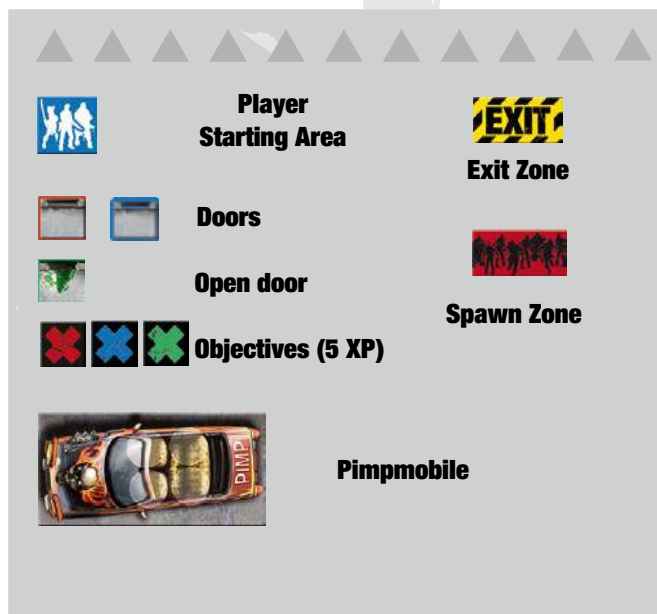 Player
Starting Area
EXIT
Exit Zone
Doors
Open door
Spawn Zone
Objectives (5 XP)
PIMP
Pimpmobile